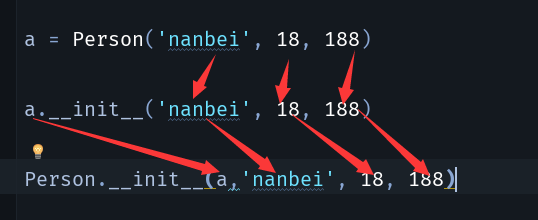 a = Person('nanbei', 18, 188)
a.__init__('nanbei', 18, 188)
Person.__init__(a,'nanbei', 18, 188)